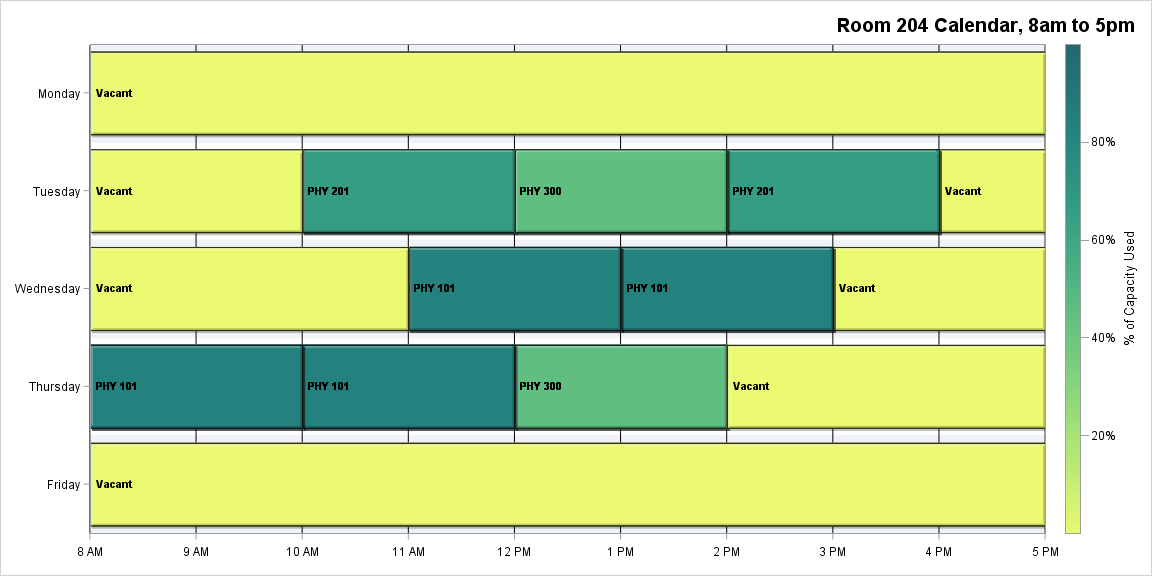 Room 204 Calendar, 8am to 5pm
Monday
Vacant
Tuesday
Vacant
PHY 201
PHY 300
PHY 201
Vacant
Wednesday
Vacant
PHY 101
PHY 101
Vacant
Thursday
PHY 101
PHY 101
PHY 300
Vacant
Friday
Vacant
8 AM
9 AM
10 AM
11 AM
12 PM
1 PM
2 PM
3 PM
4 PM
5 PM
80%
60%
40%
20%
% of Capacity Used